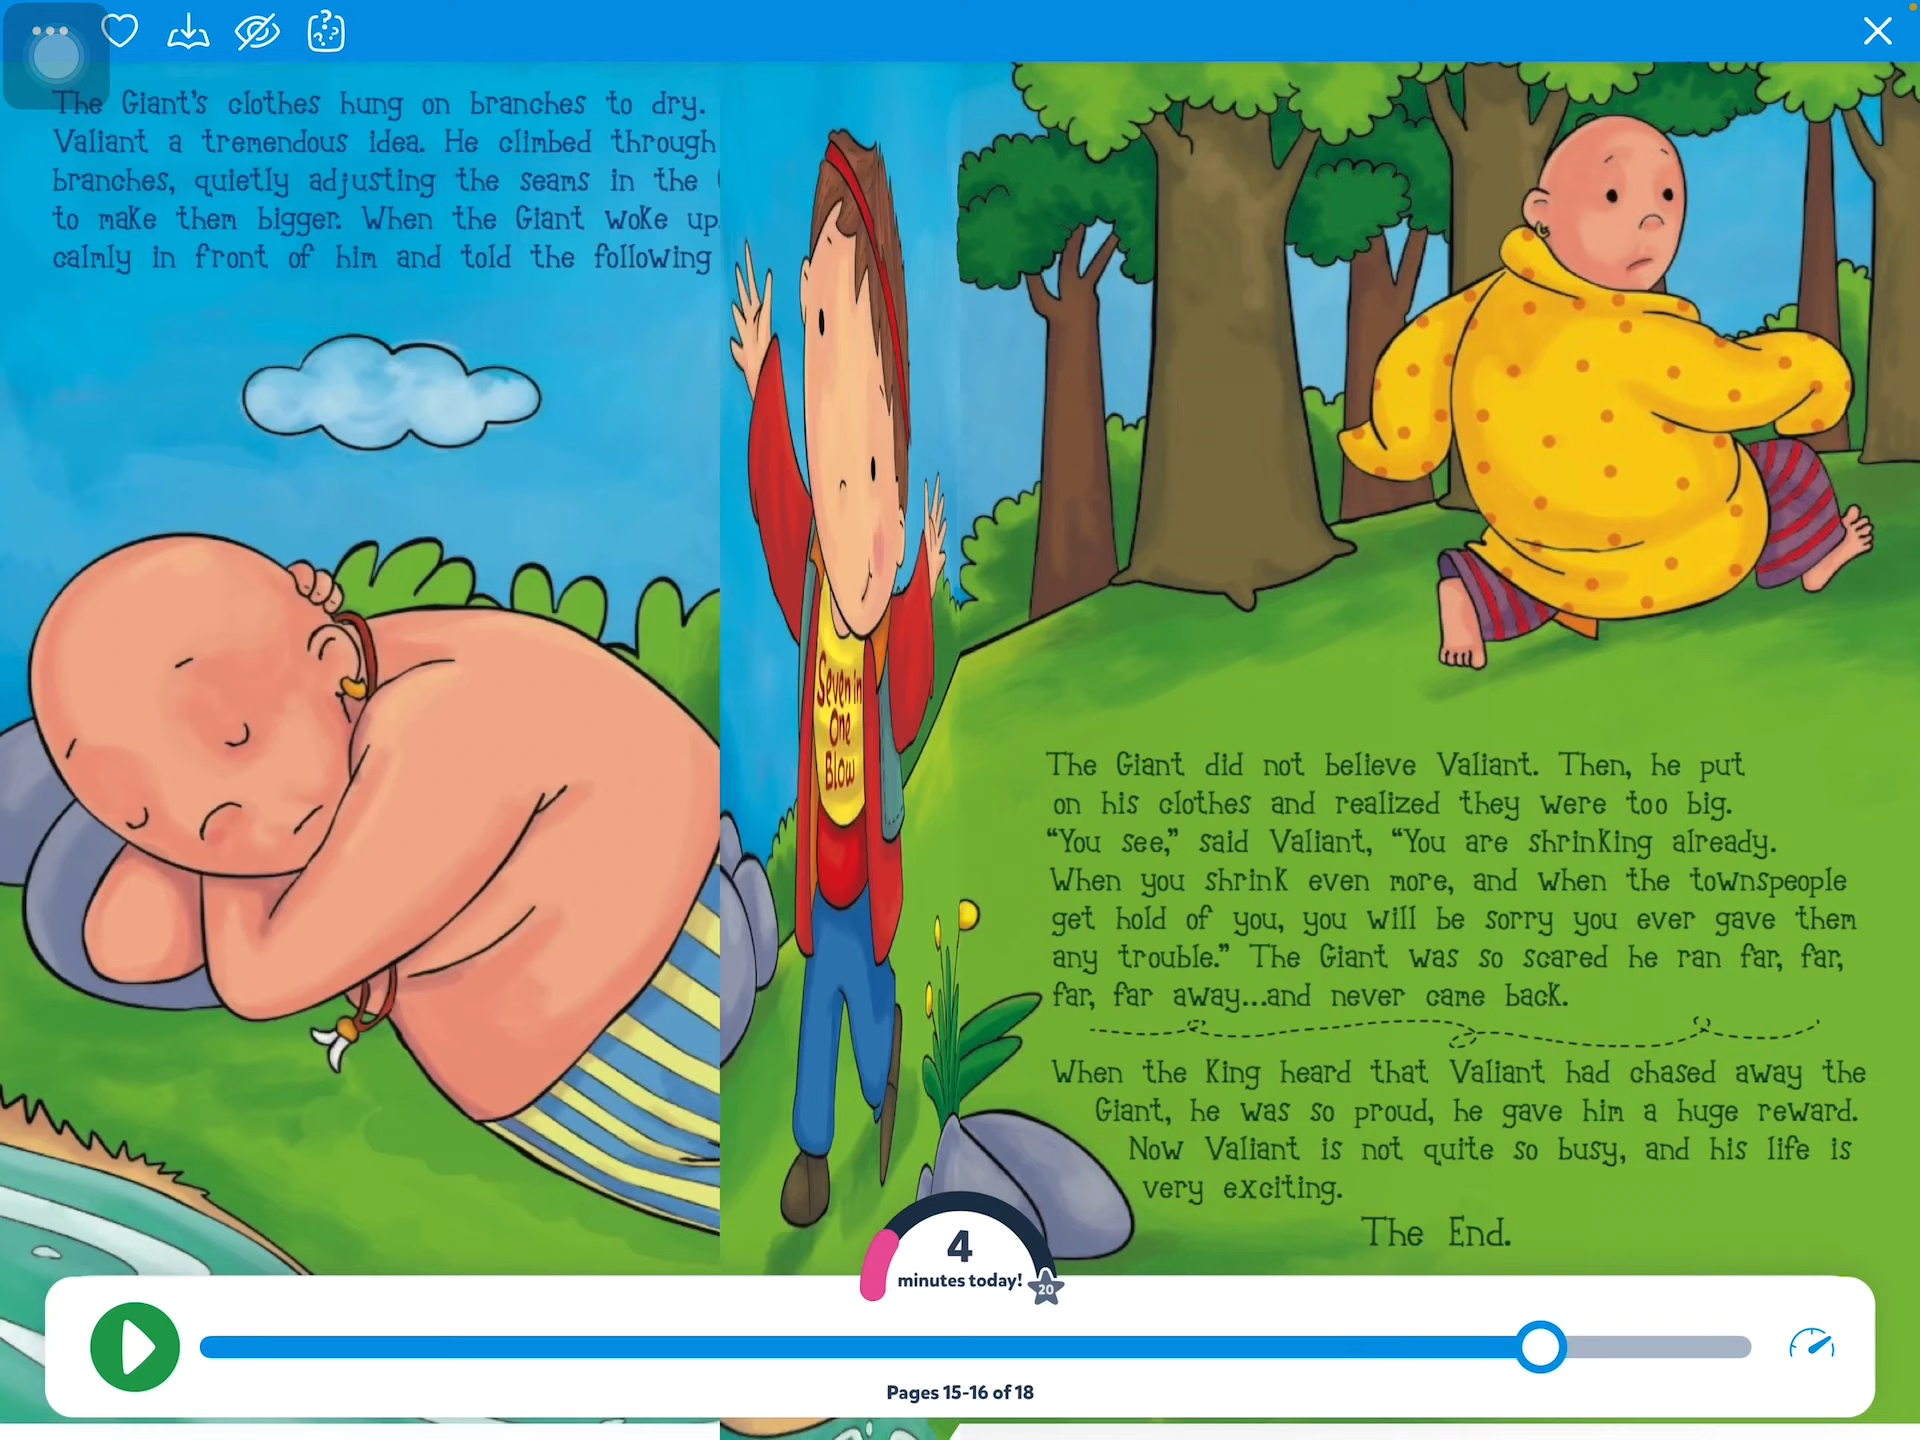 The Giant's clothes hung on branches to dry.
Valiant a tremendous idea. He climbed through
branches, quietly adjusting the seams in the
to make them bigger. When the Giant woke up
calmly in front of him and told the following
Seven in
One
Blow
The Giant did not believe Valiant. Then, he put
on his clothes and realized they were too big.
“You see,” said Valiant, “You are shrinking already.
When you shrink even more, and when the townspeople
get hold of you, you will be sorry you ever gave them
any trouble.” The Giant was so scared he ran far, far,
far, far away...and never came back.
When the King heard that Valiant had chased away the
Giant, he was so proud, he gave him a huge reward.
Now Valiant is not quite so busy, and his life is
very exciting.
The End.
4
minutes today!
20
Pages 15-16 of 18